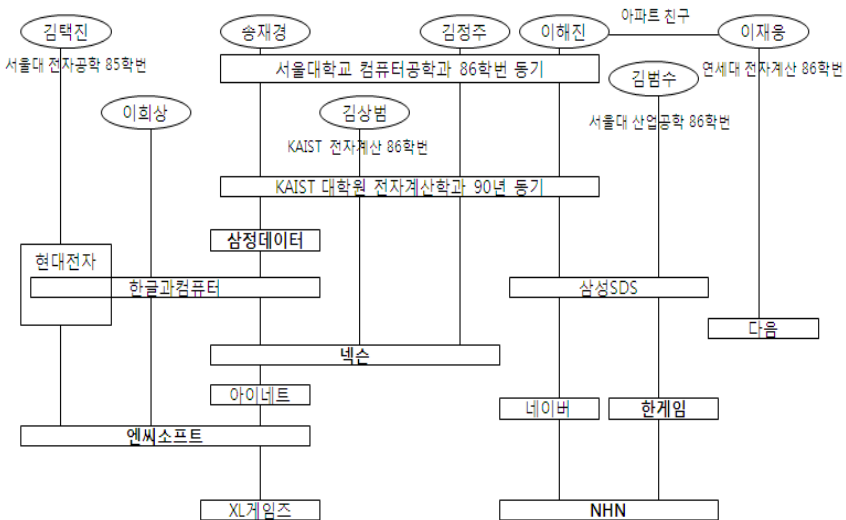 아파트 친구
김택진
송재경
김정주
이해진
이재웅
서울대 전자공학 85학번
서울대학교 컴퓨터공학과 86학번 동기
연세대 전자계산 86학번
김범수
이희상
김상범
서울대 산업공학 86학번
KAIST 전자계산 86학번
KAIST 대학원 전자계산학과 90년 동기
삼정데이터
현대전자
한글과컴퓨터
삼성SDS
다음
넥슨
아이네트
네이버
한게임
엔씨소프트
XL게임즈
NHN